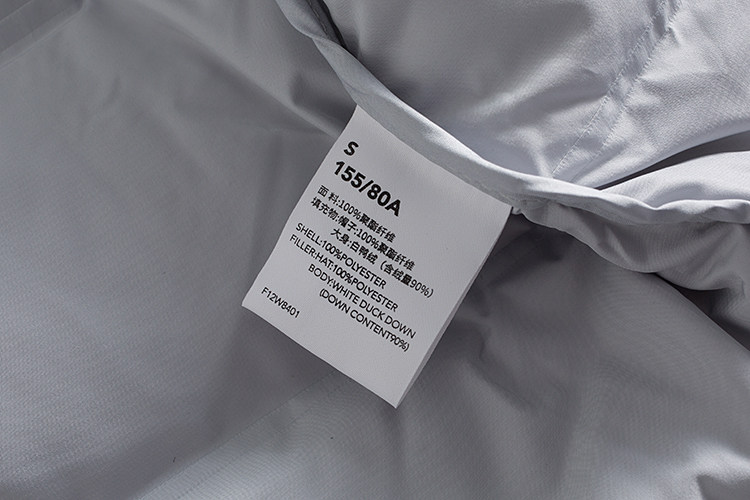 S
155/80A
面 料:100%聚酯纤维
填充物:帽子:100%聚酯纤维
大身:白鸭绒（含绒量90%）
SHELL:100%POLYESTER
FILLER:HAT:100%POLYESTER
BODY:WHITE DUCK DOWN
(DOWN CONTENT90%)
F12W8401